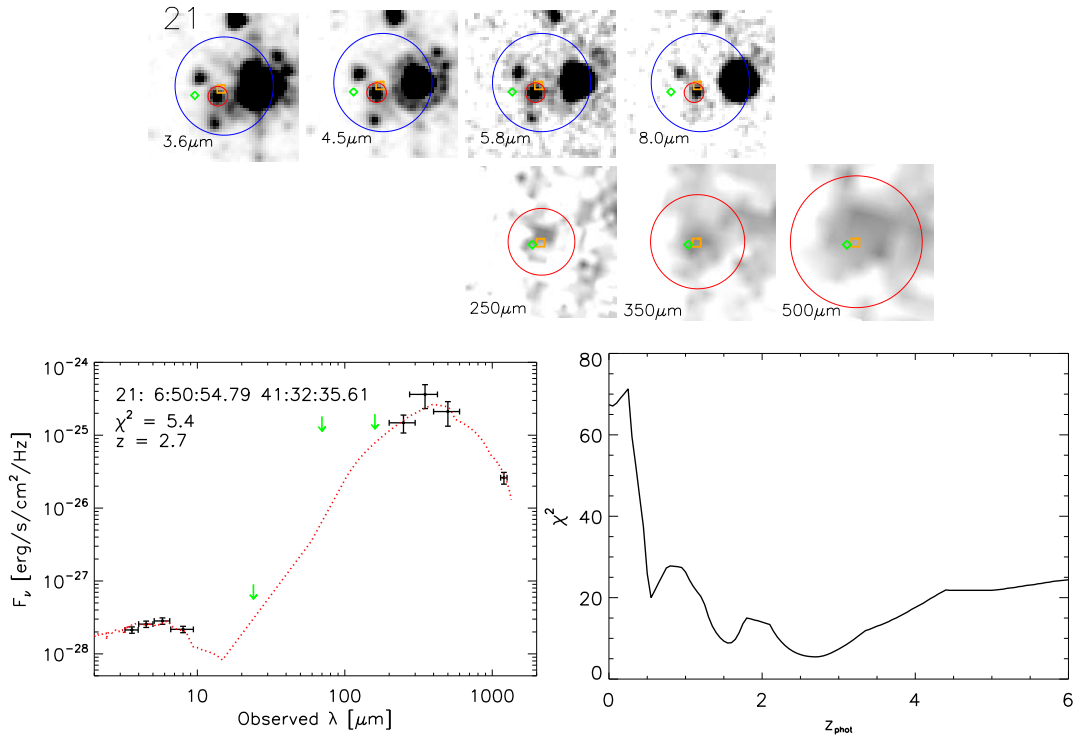 21
3.6μm
4.5μm
5.8μm
8.0μm
250μm
350μm
500μm
10⁻²⁴
10⁻²⁵
10⁻²⁶
10⁻²⁷
10⁻²⁸
F_ν [erg/s/cm²/Hz]
21: 6:50:54.79 41:32:35.61
χ² = 5.4
z = 2.7
10
100
1000
Observed λ [μm]
80
60
40
20
0
χ²
0
2
4
6
z_phot